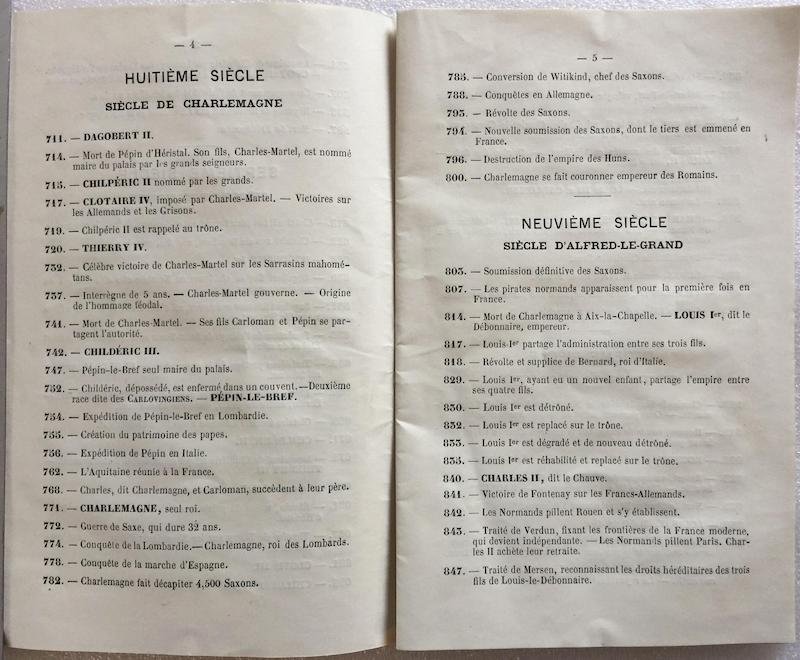 — 4 —
HUITIÈME SIÈCLE
SIÈCLE DE CHARLEMAGNE
711. — DAGOBERT II.
714. — Mort de Pépin d'Héristal. Son fils, Charles-Martel, est nommé
maire du palais par les grands seigneurs.
715. — CHILPÉRIC II nommé par les grands.
717. — CLOTAIRE IV, imposé par Charles-Martel. — Victoires sur
les Allemands et les Grisons.
719. — Chilpéric II est rappelé au trône.
720. — THIERRY IV.
732. — Célèbre victoire de Charles-Martel sur les Sarrasins mahomé-
tans.
737. — Interrègne de 5 ans. — Charles-Martel gouverne. — Origine
de l'hommage féodal.
741. — Mort de Charles-Martel. — Ses fils Carloman et Pépin se par-
tagent l'autorité.
742. — CHILDÉRIC III.
747. — Pépin-le-Bref seul maire du palais.
752. — Childéric, dépossédé, est enfermé dans un couvent. — Deuxième
race dite des CARLOVINGIENS. — PÉPIN-LE-BREF.
754. — Expédition de Pépin-le-Bref en Lombardie.
755. — Création du patrimoine des papes.
756. — Expédition de Pépin en Italie.
762. — L'Aquitaine réunie à la France.
768. — Charles, dit Charlemagne, et Carloman, succèdent à leur père.
771. — CHARLEMAGNE, seul roi.
772. — Guerre de Saxe, qui dure 32 ans.
774. — Conquête de la Lombardie. — Charlemagne, roi des Lombards.
778. — Conquête de la marche d'Espagne.
782. — Charlemagne fait décapiter 4,500 Saxons.
— 5 —
785. — Conversion de Witikind, chef des Saxons.
788. — Conquêtes en Allemagne.
793. — Révolte des Saxons.
794. — Nouvelle soumission des Saxons, dont le tiers est emmené en
France.
796. — Destruction de l'empire des Huns.
800. — Charlemagne se fait couronner empereur des Romains.
NEUVIÈME SIÈCLE
SIÈCLE D'ALFRED-LE-GRAND
803. — Soumission définitive des Saxons.
807. — Les pirates normands apparaissent pour la première fois en
France.
814. — Mort de Charlemagne à Aix-la-Chapelle. — LOUIS Ier, dit le
Débonnaire, empereur.
817. — Louis Ier partage l'administration entre ses trois fils.
818. — Révolte et supplice de Bernard, roi d'Italie.
829. — Louis Ier, ayant eu un nouvel enfant, partage l'empire entre
ses quatre fils.
830. — Louis Ier est détrôné.
832. — Louis Ier est replacé sur le trône.
833. — Louis Ier est dégradé et de nouveau détrôné.
835. — Louis Ier est réhabilité et replacé sur le trône.
840. — CHARLES II, dit le Chauve.
841. — Victoire de Fontenay sur les Francs-Allemands.
842. — Les Normands pillent Rouen et s'y établissent.
843. — Traité de Verdun, fixant les frontières de la France moderne,
qui devient indépendante. — Les Normands pillent Paris. Char-
les II achète leur retraite.
847. — Traité de Mersen, reconnaissant les droits héréditaires des trois
fils de Louis-le-Débonnaire.